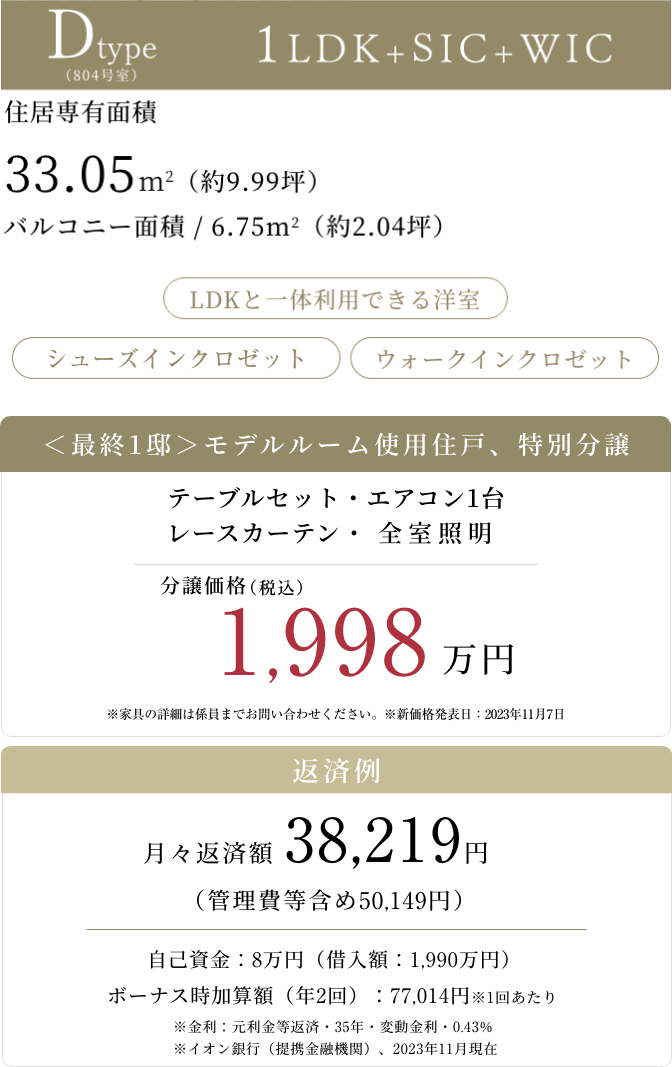 Dtype 1LDK+SIC+WIC
（804号室）
住居専有面積
33.05m²（約9.99坪）
バルコニー面積 / 6.75m²（約2.04坪）
LDKと一体利用できる洋室
シューズインクロゼット ウォークインクロゼット
＜最終1邸＞モデルルーム使用住戸、特別分譲
テーブルセット・エアコン1台
レースカーテン・ 全室照明
分譲価格（税込）
1,998万円
※家具の詳細は係員までお問い合わせください。※新価格発表日：2023年11月7日
返済例
月々返済額 38,219円
（管理費等含め50,149円）
自己資金：8万円（借入額：1,990万円）
ボーナス時加算額（年2回）：77,014円※1回あたり
※金利：元利金等返済・35年・変動金利・0.43%
※イオン銀行（提携金融機関）、2023年11月現在